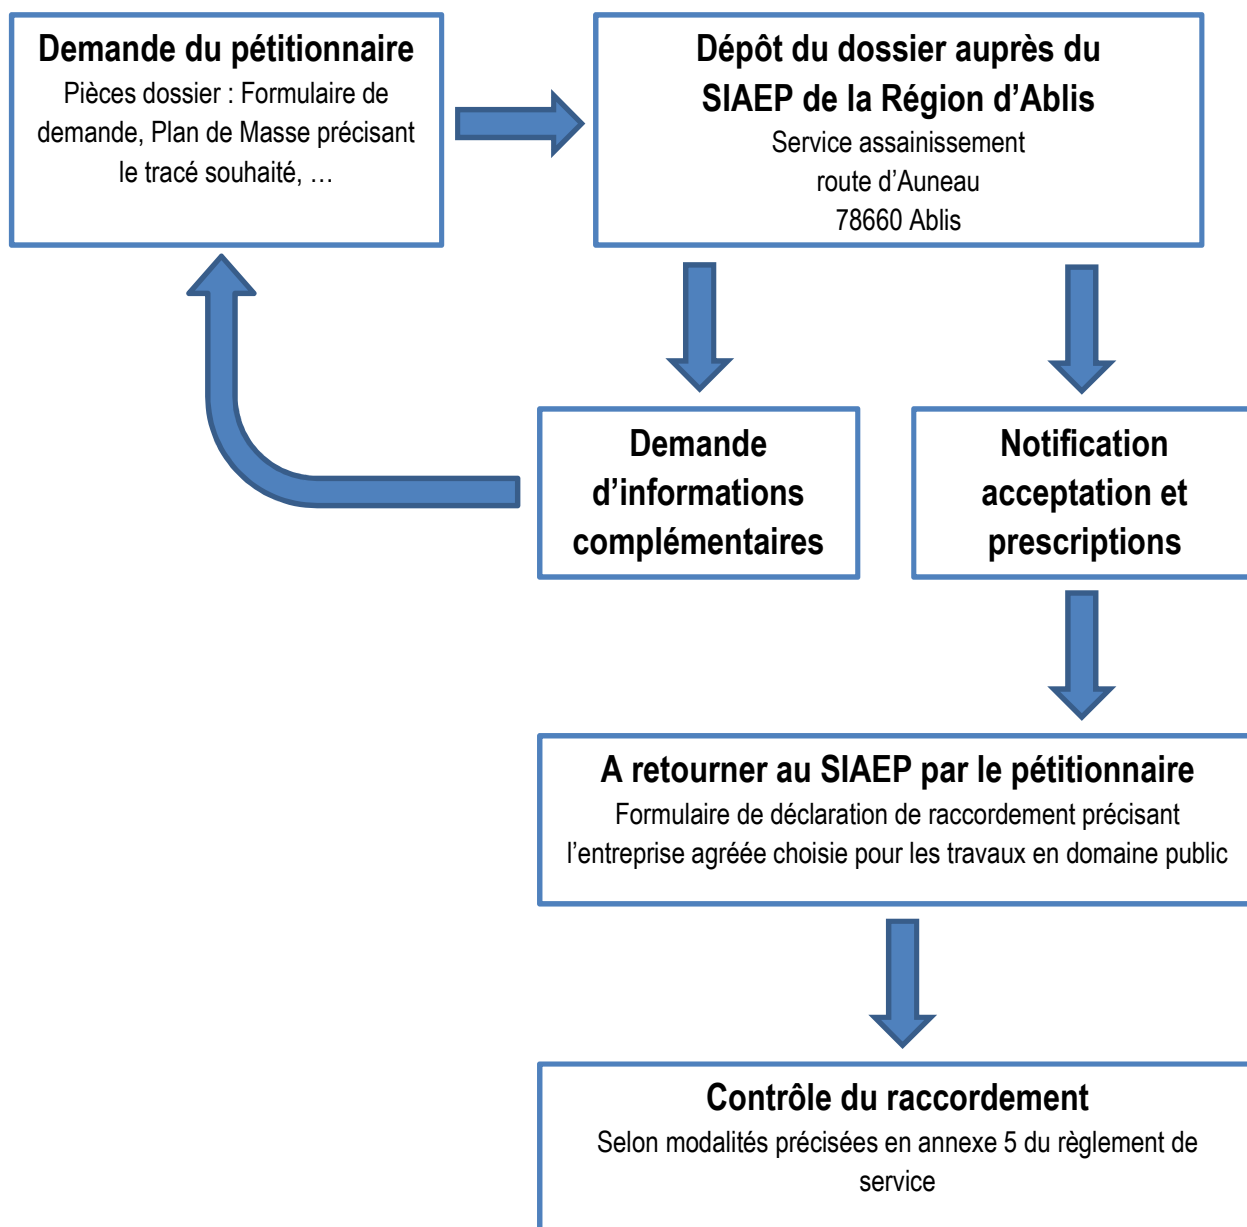 Demande du pétitionnaire
Pièces dossier : Formulaire de
demande, Plan de Masse précisant
le tracé souhaité, …
Dépôt du dossier auprès du
SIAEP de la Région d’Ablis
Service assainissement
route d’Auneau
78660 Ablis
Demande
d’informations
complémentaires
Notification
acceptation et
prescriptions
A retourner au SIAEP par le pétitionnaire
Formulaire de déclaration de raccordement précisant
l’entreprise agréée choisie pour les travaux en domaine public
Contrôle du raccordement
Selon modalités précisées en annexe 5 du règlement de
service